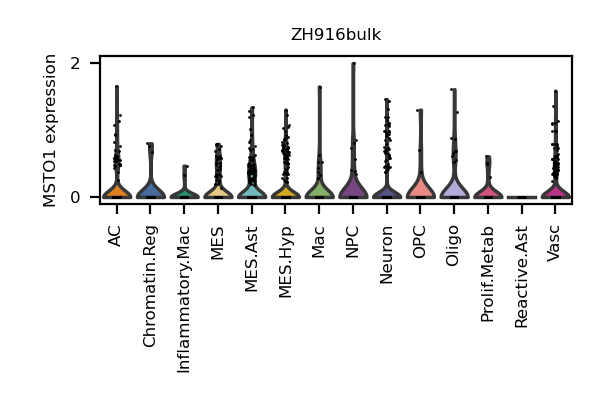 ZH916bulk
MSTO1 expression
2
0
AC
Chromatin.Reg
Inflammatory.Mac
MES
MES.Ast
MES.Hyp
Mac
NPC
Neuron
OPC
Oligo
Prolif.Metab
Reactive.Ast
Vasc